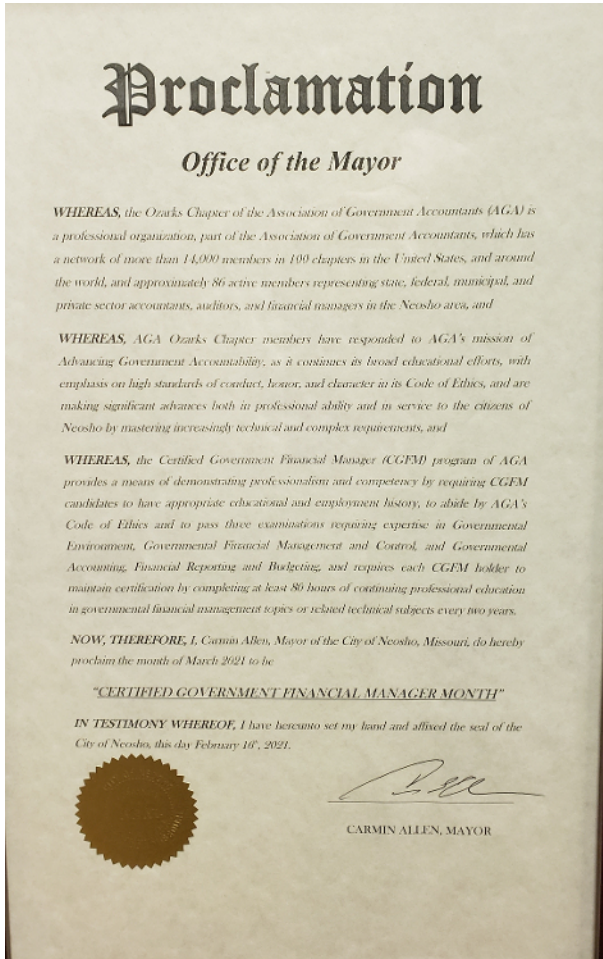 Proclamation
Office of the Mayor
WHEREAS, the Ozarks Chapter of the Association of Government Accountants (AGA) is
a professional organization, part of the Association of Government Accountants, which has
a network of more than 14,000 members in 100 chapters in the United States, and around
the world, and approximately 86 active members representing state, federal, municipal, and
private sector accountants, auditors, and financial managers in the Neosho area, and
WHEREAS, AGA Ozarks Chapter members have responded to AGA's mission of
Advancing Government Accountability, as it continues its broad educational efforts, with
emphasis on high standards of conduct, honor, and character in its Code of Ethics, and are
making significant advances both in professional ability and in service to the citizens of
Neosho by mastering increasingly technical and complex requirements, and
WHEREAS, the Certified Government Financial Manager (CGFM) program of AGA
provides a means of demonstrating professionalism and competency by requiring CGFM
candidates to have appropriate educational and employment history, to abide by AGA's
Code of Ethics and to pass three examinations requiring expertise in Governmental
Environment, Governmental Financial Management and Control, and Governmental
Accounting, Financial Reporting and Budgeting, and requires each CGFM holder to
maintain certification by completing at least 80 hours of continuing professional education
in governmental financial management topics or related technical subjects every two years.
NOW, THEREFORE, I, Carmin Allen, Mayor of the City of Neosho, Missouri, do hereby
proclaim the month of March 2021 to be
"CERTIFIED GOVERNMENT FINANCIAL MANAGER MONTH"
IN TESTIMONY WHEREOF, I have hereunto set my hand and affixed the seal of the
City of Neosho, this day February 16ᵗʰ, 2021.
CARMIN ALLEN, MAYOR